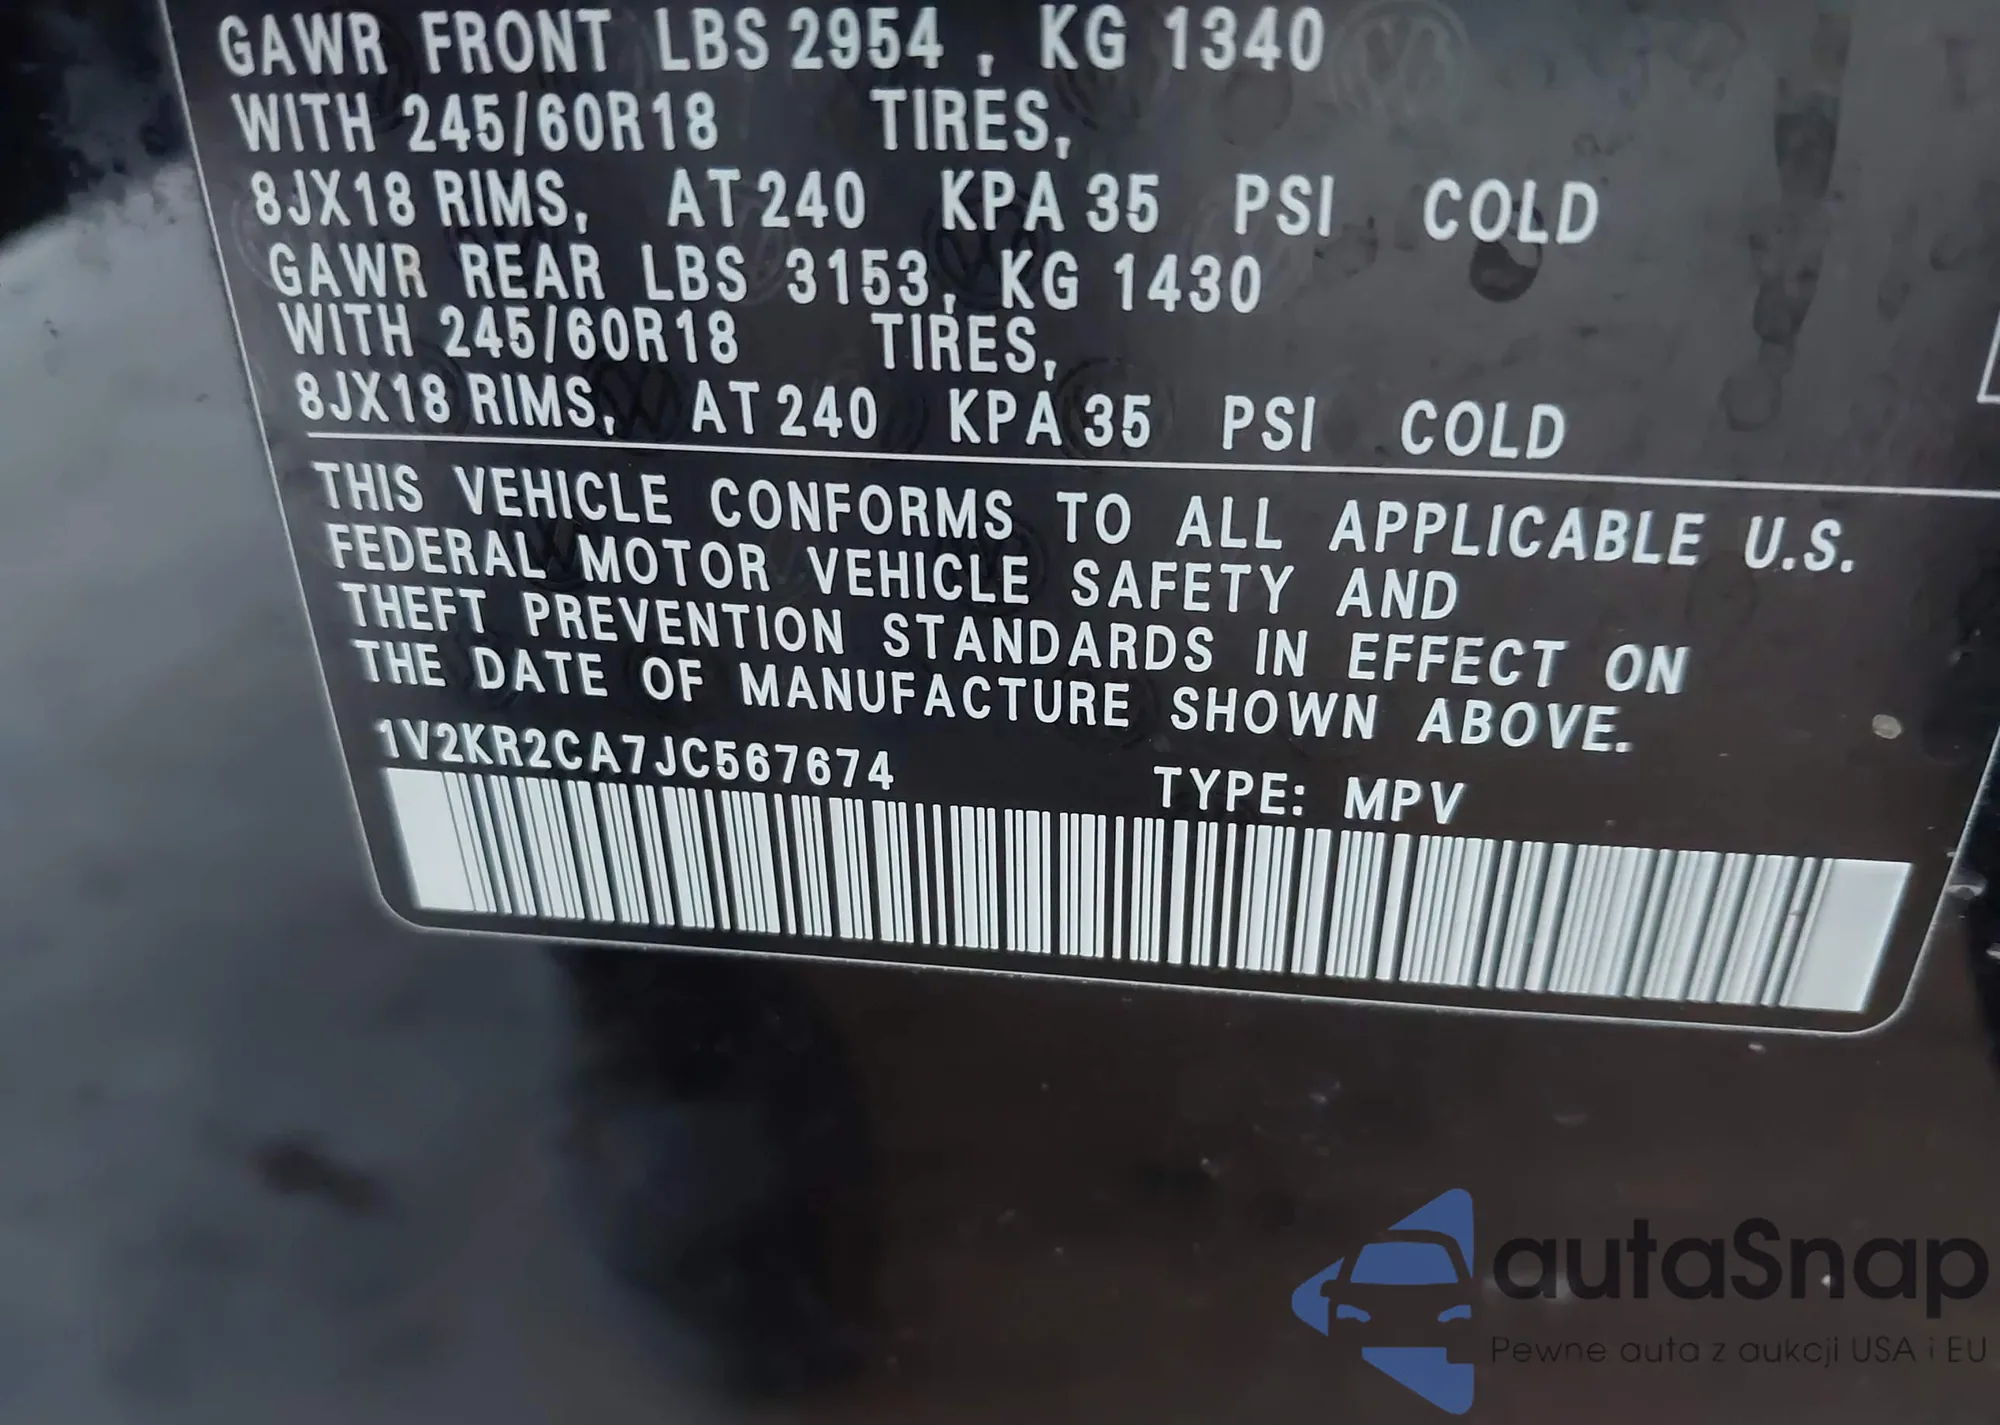 GAWR FRONT LBS 2954 , KG 1340
WITH 245/60R18 TIRES,
8JX18 RIMS, AT 240 KPA 35 PSI COLD
GAWR REAR LBS 3153, KG 1430
WITH 245/60R18 TIRES,
8JX18 RIMS, AT 240 KPA 35 PSI COLD
THIS VEHICLE CONFORMS TO ALL APPLICABLE U.S.
FEDERAL MOTOR VEHICLE SAFETY AND
THEFT PREVENTION STANDARDS IN EFFECT ON
THE DATE OF MANUFACTURE SHOWN ABOVE.
1V2KR2CA7JC567674 TYPE: MPV
autaSnap
Pewne auta z aukcji USA i EU